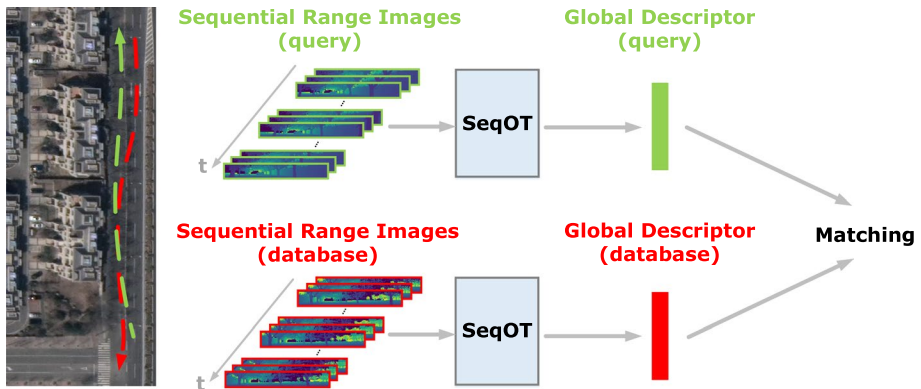 Sequential Range Images
(query)
Global Descriptor
(query)
SeqOT
t
Sequential Range Images
(database)
Global Descriptor
(database)
Matching
SeqOT
t